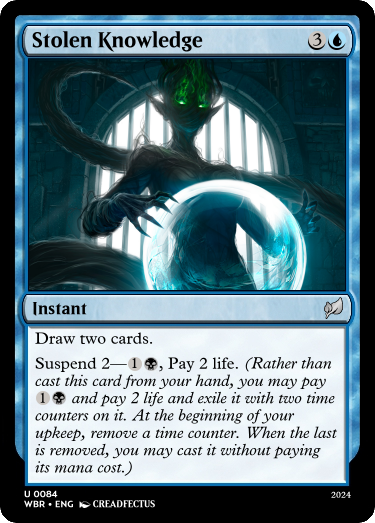 Stolen Knowledge 3
Instant
Draw two cards.
Suspend 2—1, Pay 2 life. (Rather than
cast this card from your hand, you may pay
1 and pay 2 life and exile it with two time
counters on it. At the beginning of your
upkeep, remove a time counter. When the last
is removed, you may cast it without paying
its mana cost.)
U 0084
WBR • ENG CREADFECTUS
2024